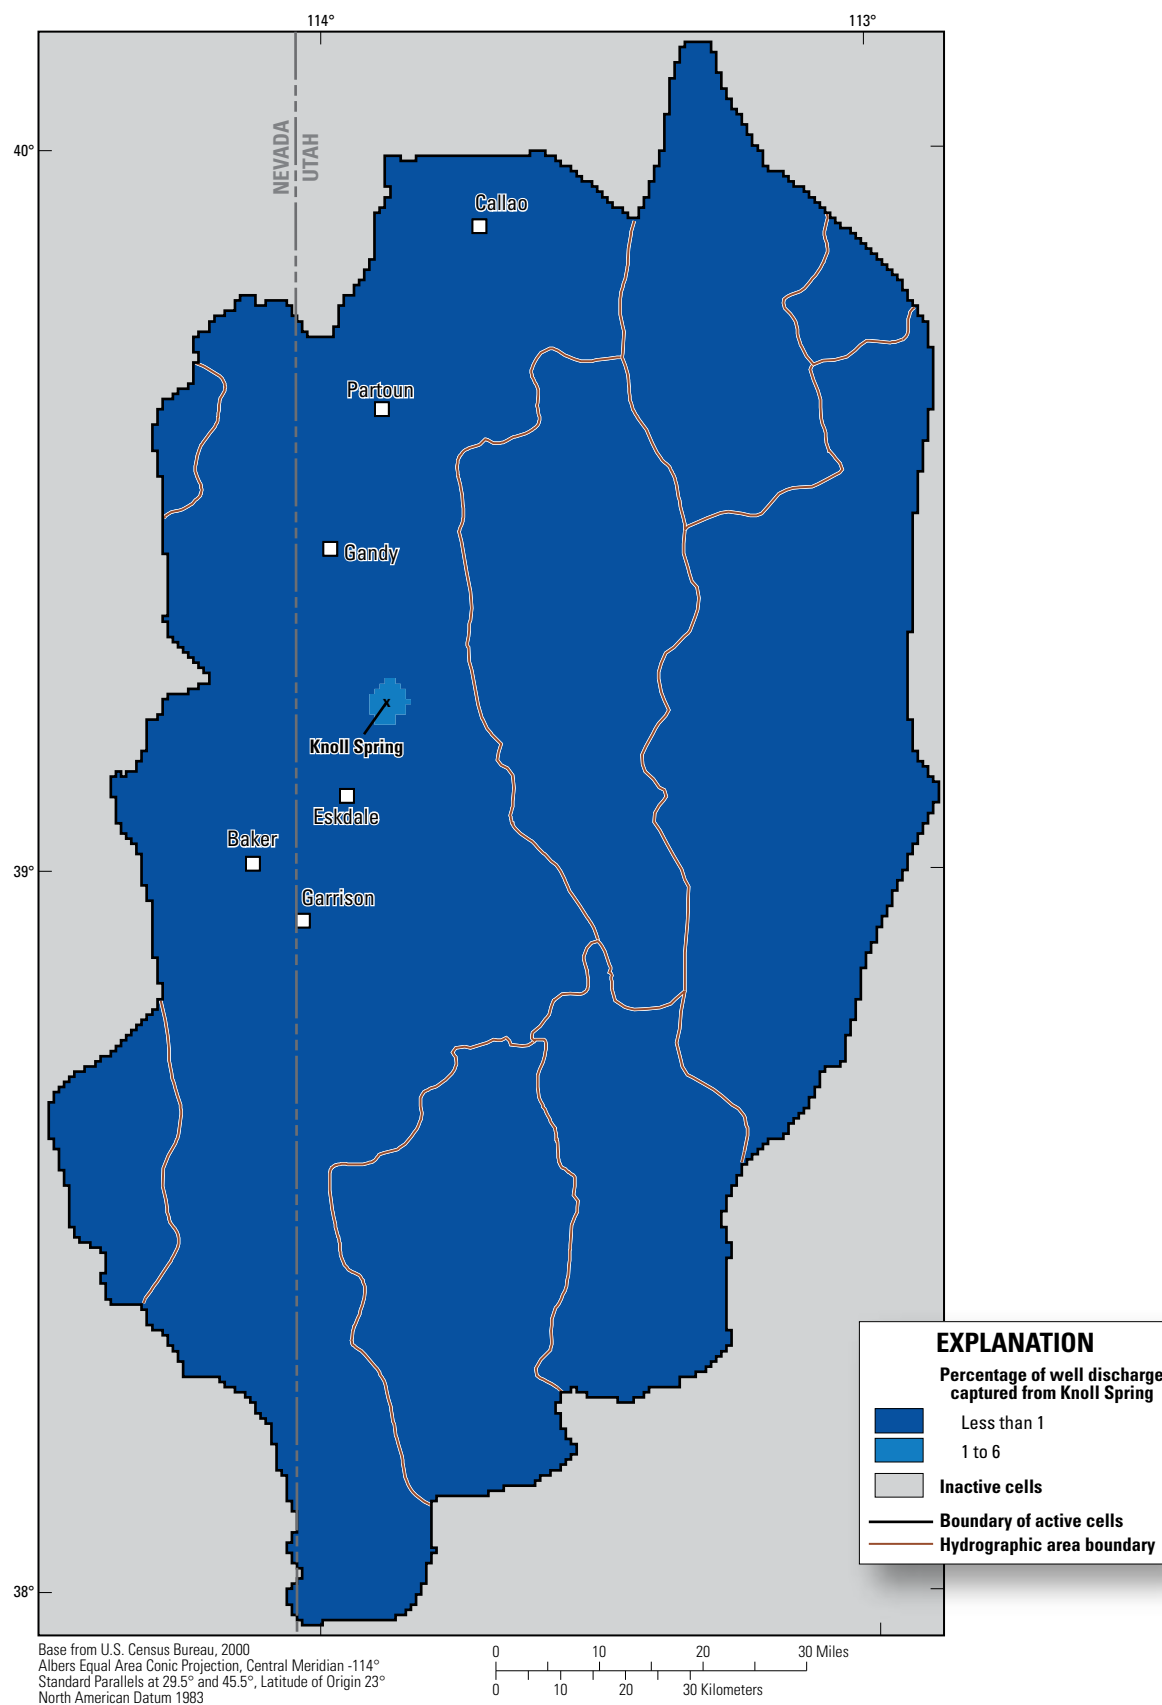 114° 113°
40°
NEVADA
UTAH
Callao
Partoun
Gandy
Knoll Spring
Eskdale
Baker
39°
Garrison
EXPLANATION
Percentage of well discharge
captured from Knoll Spring
Less than 1
1 to 6
Inactive cells
Boundary of active cells
Hydrographic area boundary
38°
Base from U.S. Census Bureau, 2000
Albers Equal Area Conic Projection, Central Meridian -114°
Standard Parallels at 29.5° and 45.5°, Latitude of Origin 23°
North American Datum 1983
0 10 20 30 Miles
0 10 20 30 Kilometers